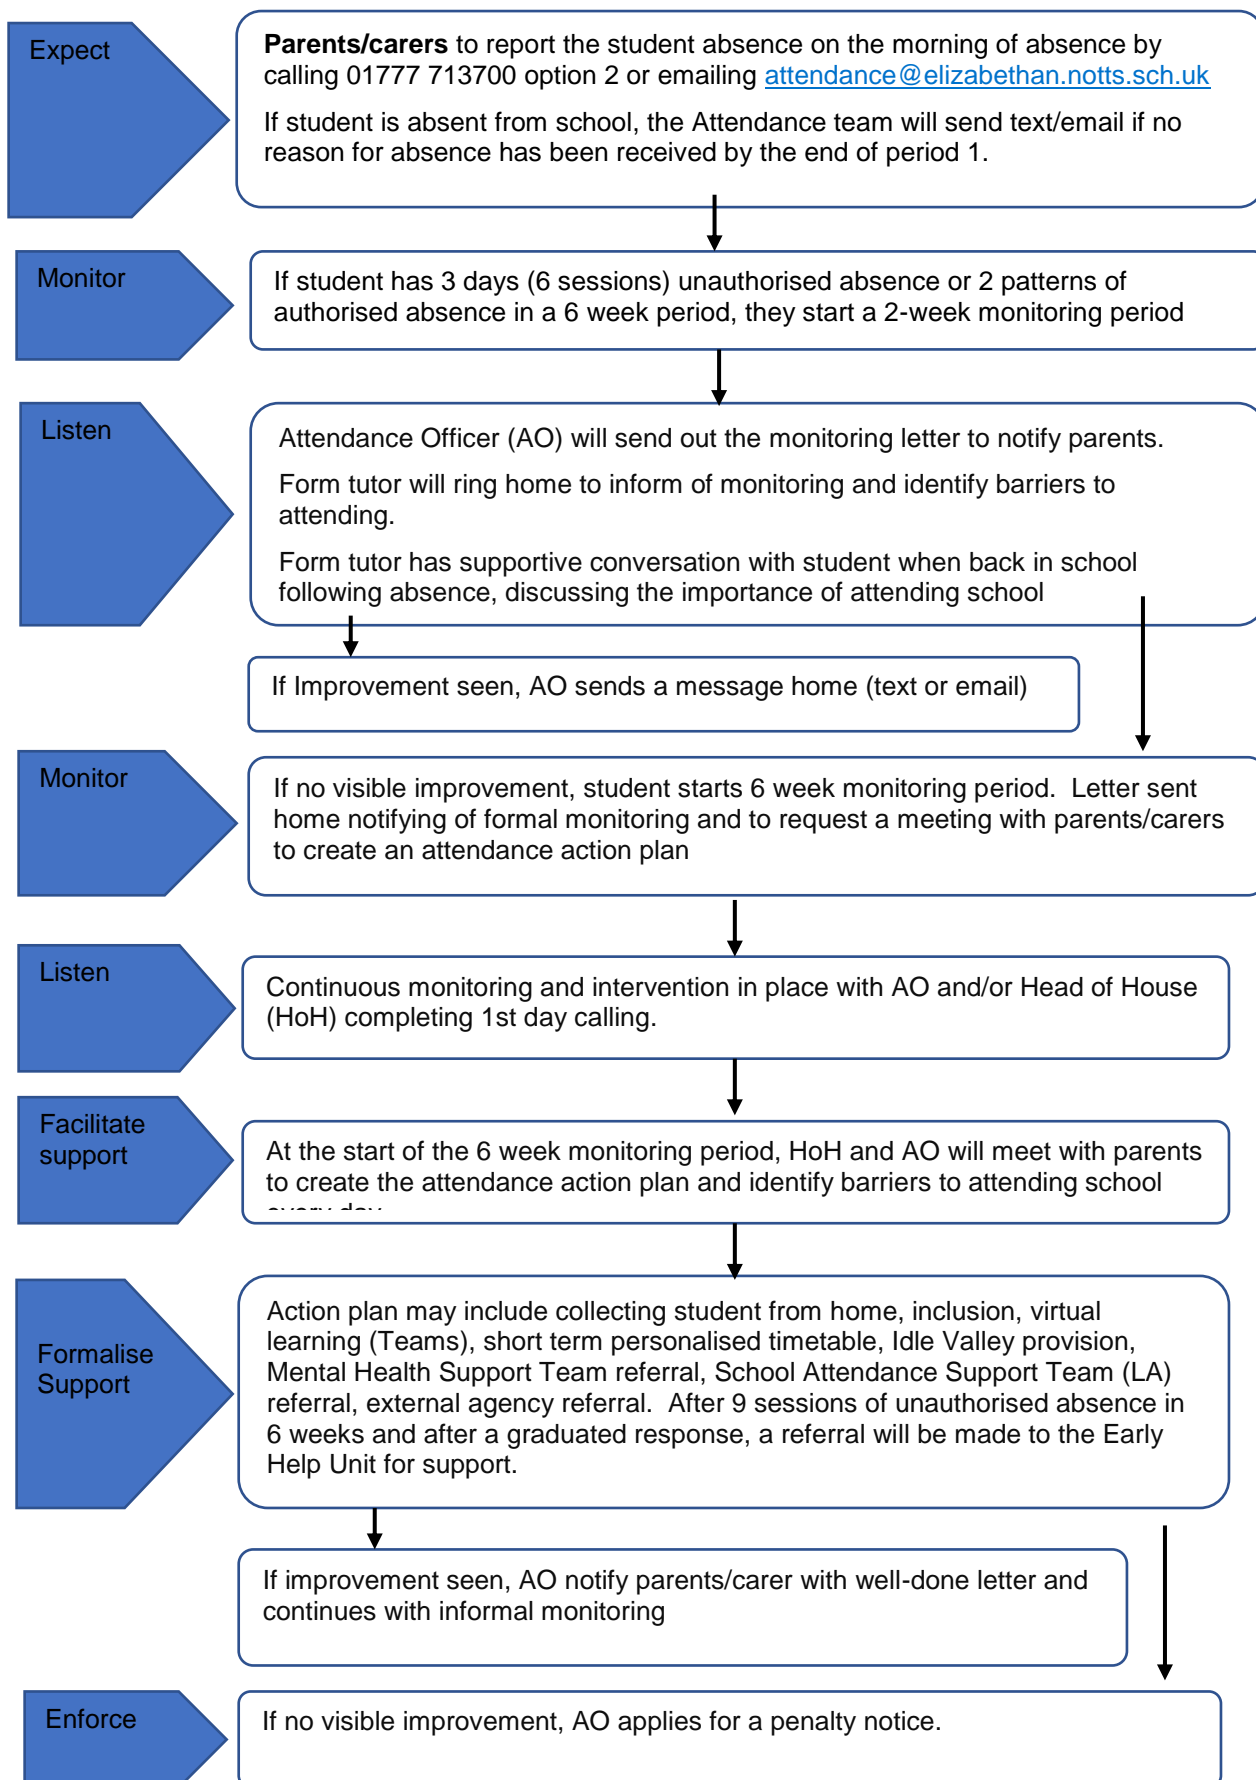 Expect
Parents/carers to report the student absence on the morning of absence by
calling 01777 713700 option 2 or emailing attendance@elizabethan.notts.sch.uk
If student is absent from school, the Attendance team will send text/email if no
reason for absence has been received by the end of period 1.
Monitor
If student has 3 days (6 sessions) unauthorised absence or 2 patterns of
authorised absence in a 6 week period, they start a 2-week monitoring period
Listen
Attendance Officer (AO) will send out the monitoring letter to notify parents.
Form tutor will ring home to inform of monitoring and identify barriers to
attending.
Form tutor has supportive conversation with student when back in school
following absence, discussing the importance of attending school
If Improvement seen, AO sends a message home (text or email)
Monitor
If no visible improvement, student starts 6 week monitoring period.  Letter sent
home notifying of formal monitoring and to request a meeting with parents/carers
to create an attendance action plan
Listen
Continuous monitoring and intervention in place with AO and/or Head of House
(HoH) completing 1st day calling.
Facilitate
support
At the start of the 6 week monitoring period, HoH and AO will meet with parents
to create the attendance action plan and identify barriers to attending school
every day
Formalise
Support
Action plan may include collecting student from home, inclusion, virtual
learning (Teams), short term personalised timetable, Idle Valley provision,
Mental Health Support Team referral, School Attendance Support Team (LA)
referral, external agency referral.  After 9 sessions of unauthorised absence in
6 weeks and after a graduated response, a referral will be made to the Early
Help Unit for support.
If improvement seen, AO notify parents/carer with well-done letter and
continues with informal monitoring
Enforce
If no visible improvement, AO applies for a penalty notice.